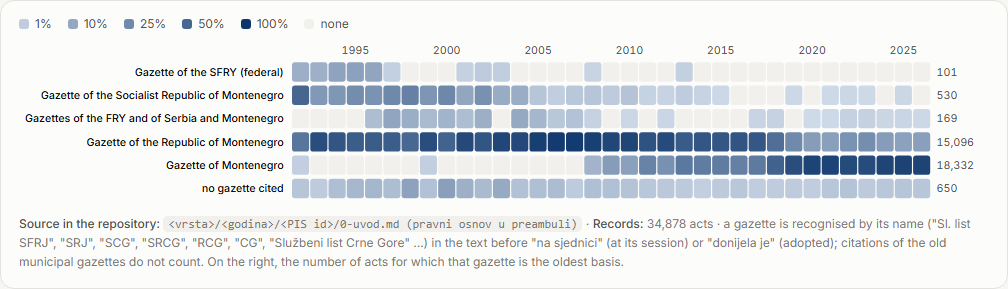 1% 10% 25% 50% 100% none
1995 2000 2005 2010 2015 2020 2025
Gazette of the SFRY (federal) 101
Gazette of the Socialist Republic of Montenegro 530
Gazettes of the FRY and of Serbia and Montenegro 169
Gazette of the Republic of Montenegro 15,096
Gazette of Montenegro 18,332
no gazette cited 650
Source in the repository: <vrsta>/<godina>/<PIS id>/0-uvod.md (pravni osnov u preambuli) · Records: 34,878 acts · a gazette is recognised by its name ("Sl. list
SFRJ", "SRJ", "SCG", "SRCG", "RCG", "CG", "Službeni list Crne Gore" …) in the text before "na sjednici" (at its session) or "donijela je" (adopted); citations of the old
municipal gazettes do not count. On the right, the number of acts for which that gazette is the oldest basis.